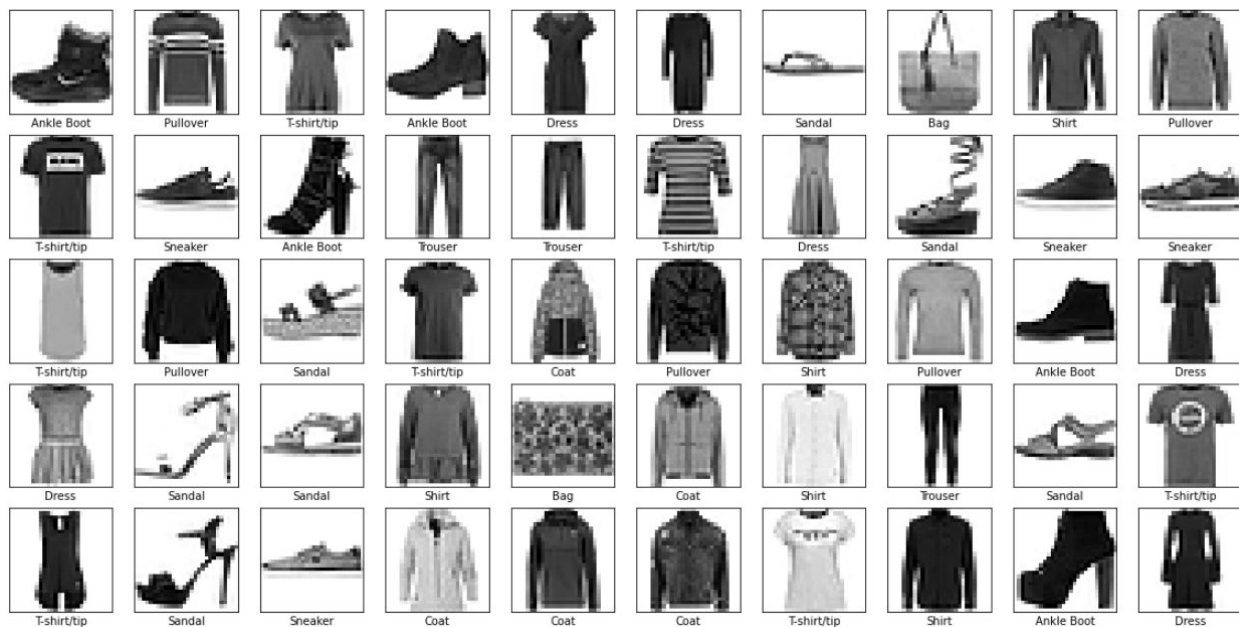 Ankle Boot Pullover T-shirt/tip Ankle Boot Dress Dress Sandal Bag Shirt Pullover
T-shirt/tip Sneaker Ankle Boot Trouser Trouser T-shirt/tip Dress Sandal Sneaker Sneaker
T-shirt/tip Pullover Sandal T-shirt/tip Coat Pullover Shirt Pullover Ankle Boot Dress
Dress Sandal Sandal Shirt Bag Coat Shirt Trouser Sandal T-shirt/tip
T-shirt/tip Sandal Sneaker Coat Coat Coat T-shirt/tip Shirt Ankle Boot Dress